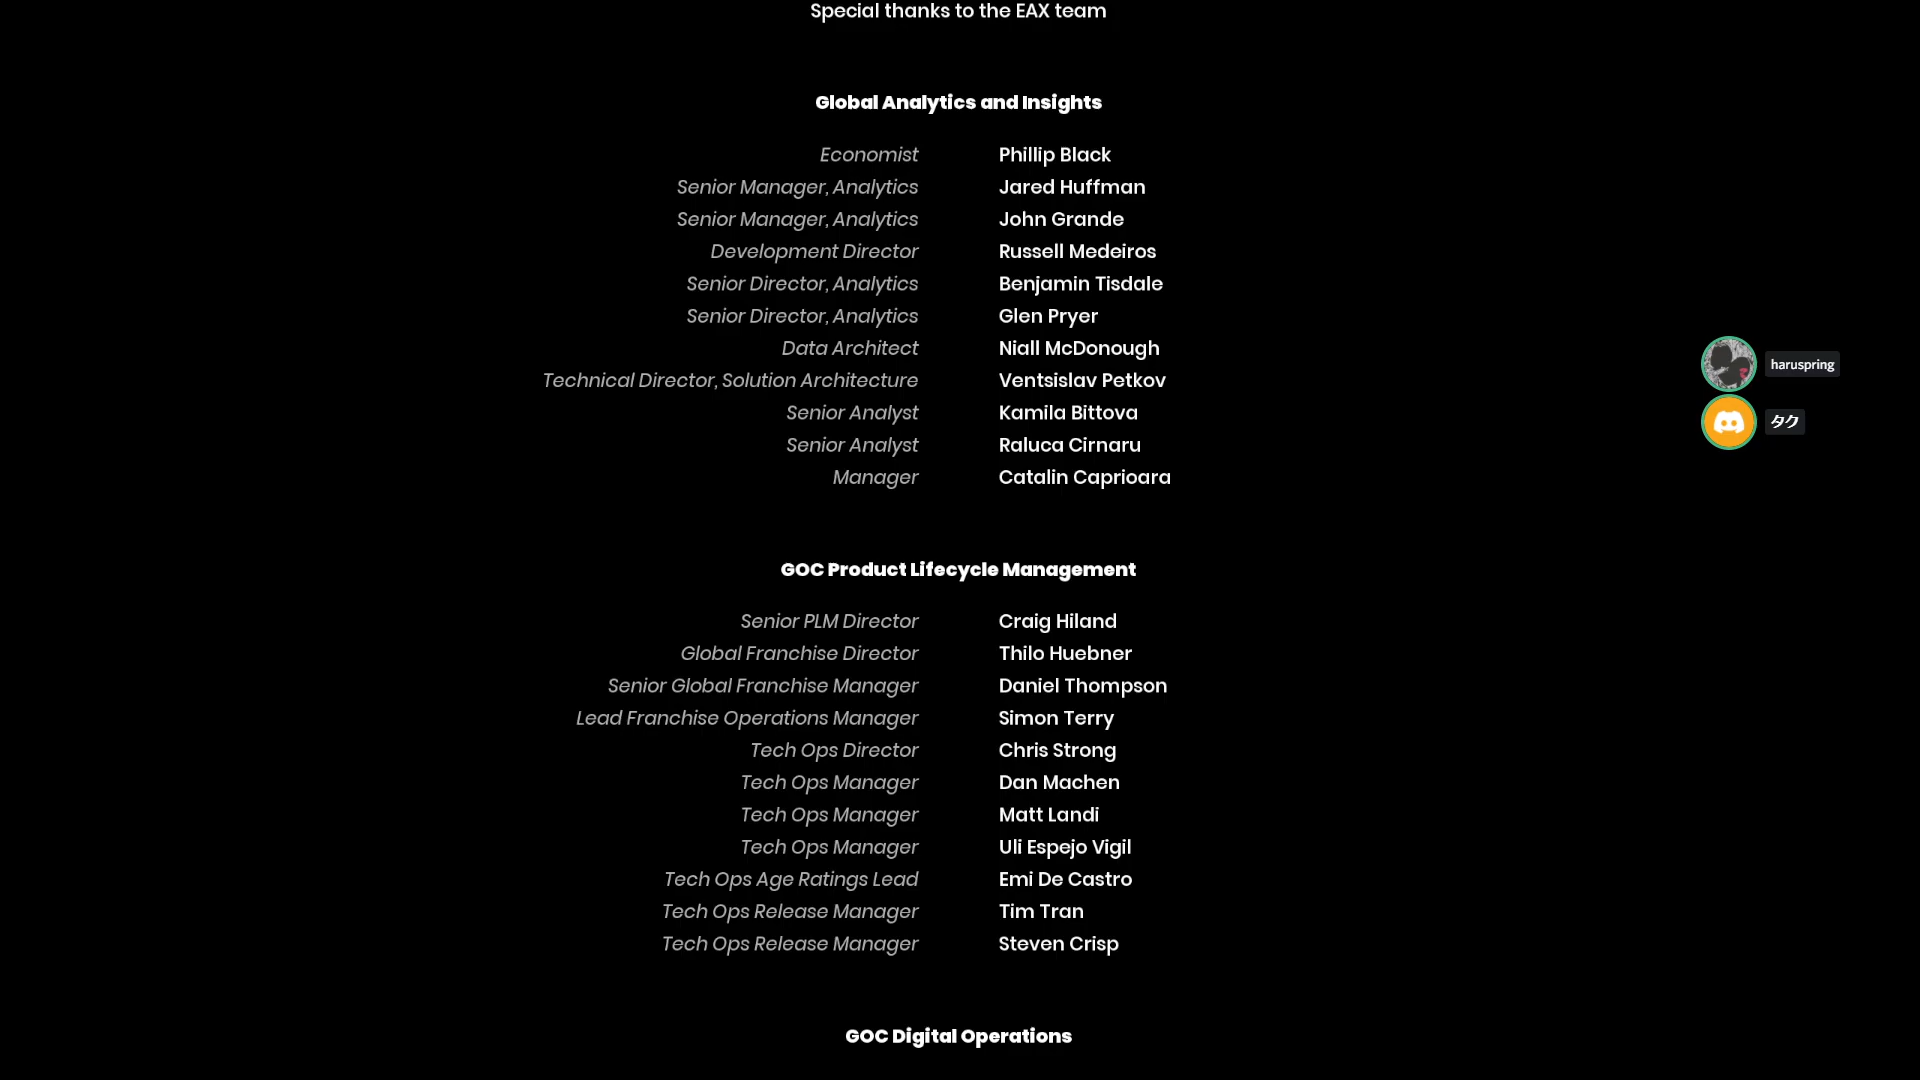 Special thanks to the EAX team
Global Analytics and Insights
Economist Phillip Black
Senior Manager, Analytics Jared Huffman
Senior Manager, Analytics John Grande
Development Director Russell Medeiros
Senior Director, Analytics Benjamin Tisdale
Senior Director, Analytics Glen Pryer
Data Architect Niall McDonough
Technical Director, Solution Architecture Ventsislav Petkov
Senior Analyst Kamila Bittova
Senior Analyst Raluca Cirnaru
Manager Catalin Caprioara
GOC Product Lifecycle Management
Senior PLM Director Craig Hiland
Global Franchise Director Thilo Huebner
Senior Global Franchise Manager Daniel Thompson
Lead Franchise Operations Manager Simon Terry
Tech Ops Director Chris Strong
Tech Ops Manager Dan Machen
Tech Ops Manager Matt Landi
Tech Ops Manager Uli Espejo Vigil
Tech Ops Age Ratings Lead Emi De Castro
Tech Ops Release Manager Tim Tran
Tech Ops Release Manager Steven Crisp
GOC Digital Operations
haruspring
タク